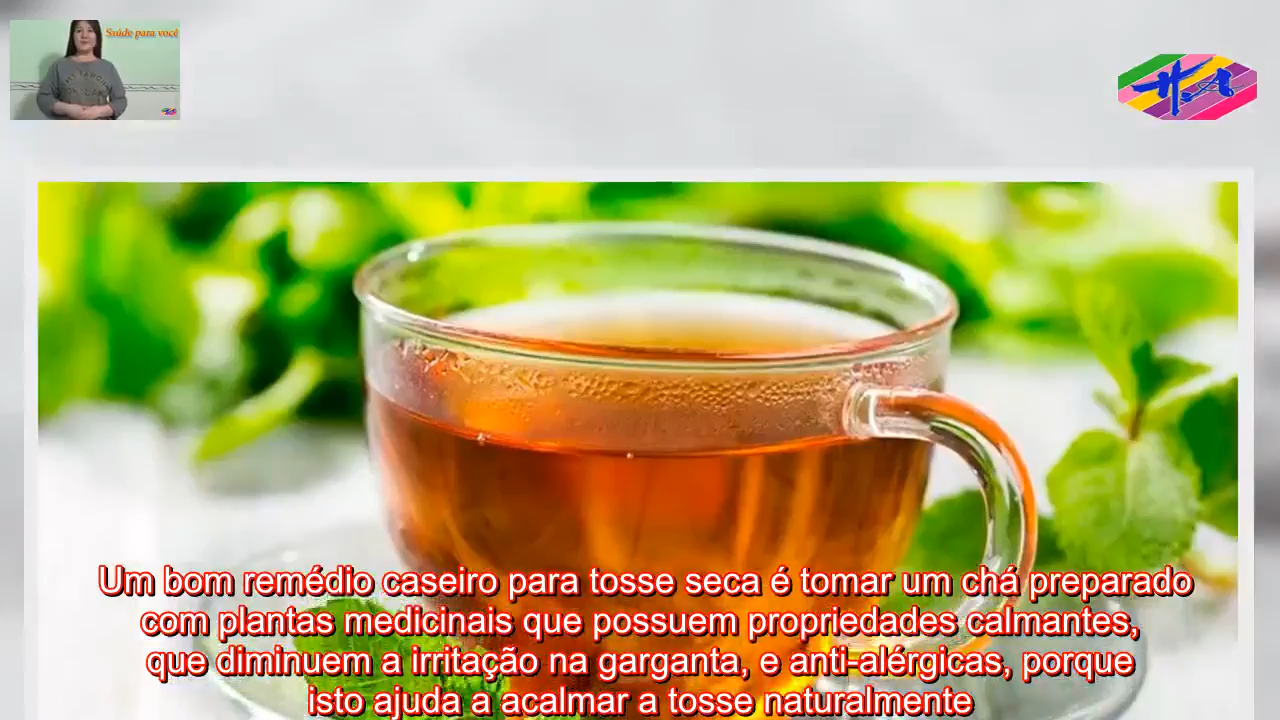 Saúde para você
H.A
Um bom remédio caseiro para tosse seca é tomar um chá preparado
com plantas medicinais que possuem propriedades calmantes,
que diminuem a irritação na garganta, e anti-alérgicas, porque
isto ajuda a acalmar a tosse naturalmente